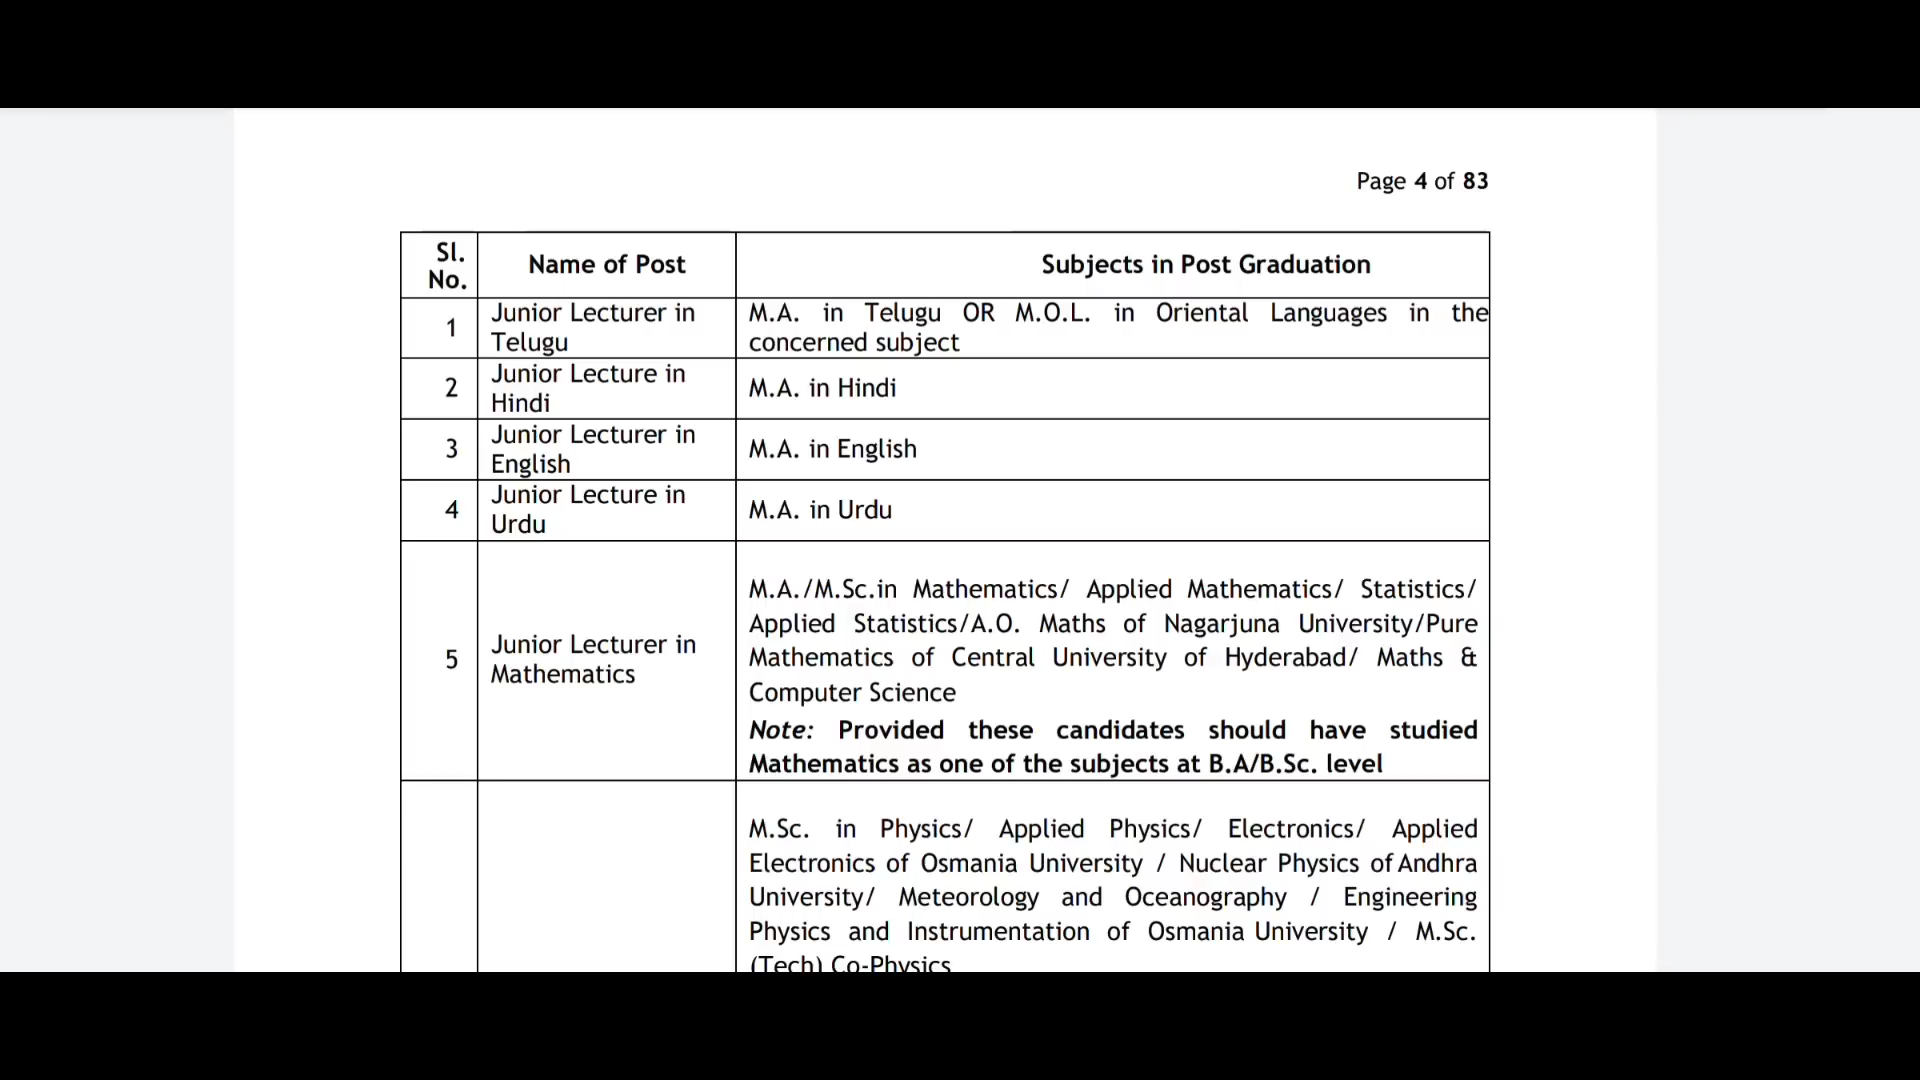 Page 4 of 83
Sl.
No.
Name of Post
Subjects in Post Graduation
1
Junior Lecturer in
Telugu
M.A. in Telugu OR M.O.L. in Oriental Languages in the
concerned subject
2
Junior Lecture in
Hindi
M.A. in Hindi
3
Junior Lecturer in
English
M.A. in English
4
Junior Lecture in
Urdu
M.A. in Urdu
5
Junior Lecturer in
Mathematics
M.A./M.Sc.in Mathematics/ Applied Mathematics/ Statistics/
Applied Statistics/A.O. Maths of Nagarjuna University/Pure
Mathematics of Central University of Hyderabad/ Maths &
Computer Science
Note: Provided these candidates should have studied
Mathematics as one of the subjects at B.A/B.Sc. level
M.Sc. in Physics/ Applied Physics/ Electronics/ Applied
Electronics of Osmania University / Nuclear Physics of Andhra
University/ Meteorology and Oceanography / Engineering
Physics and Instrumentation of Osmania University / M.Sc.
(Tech) Co-Physics